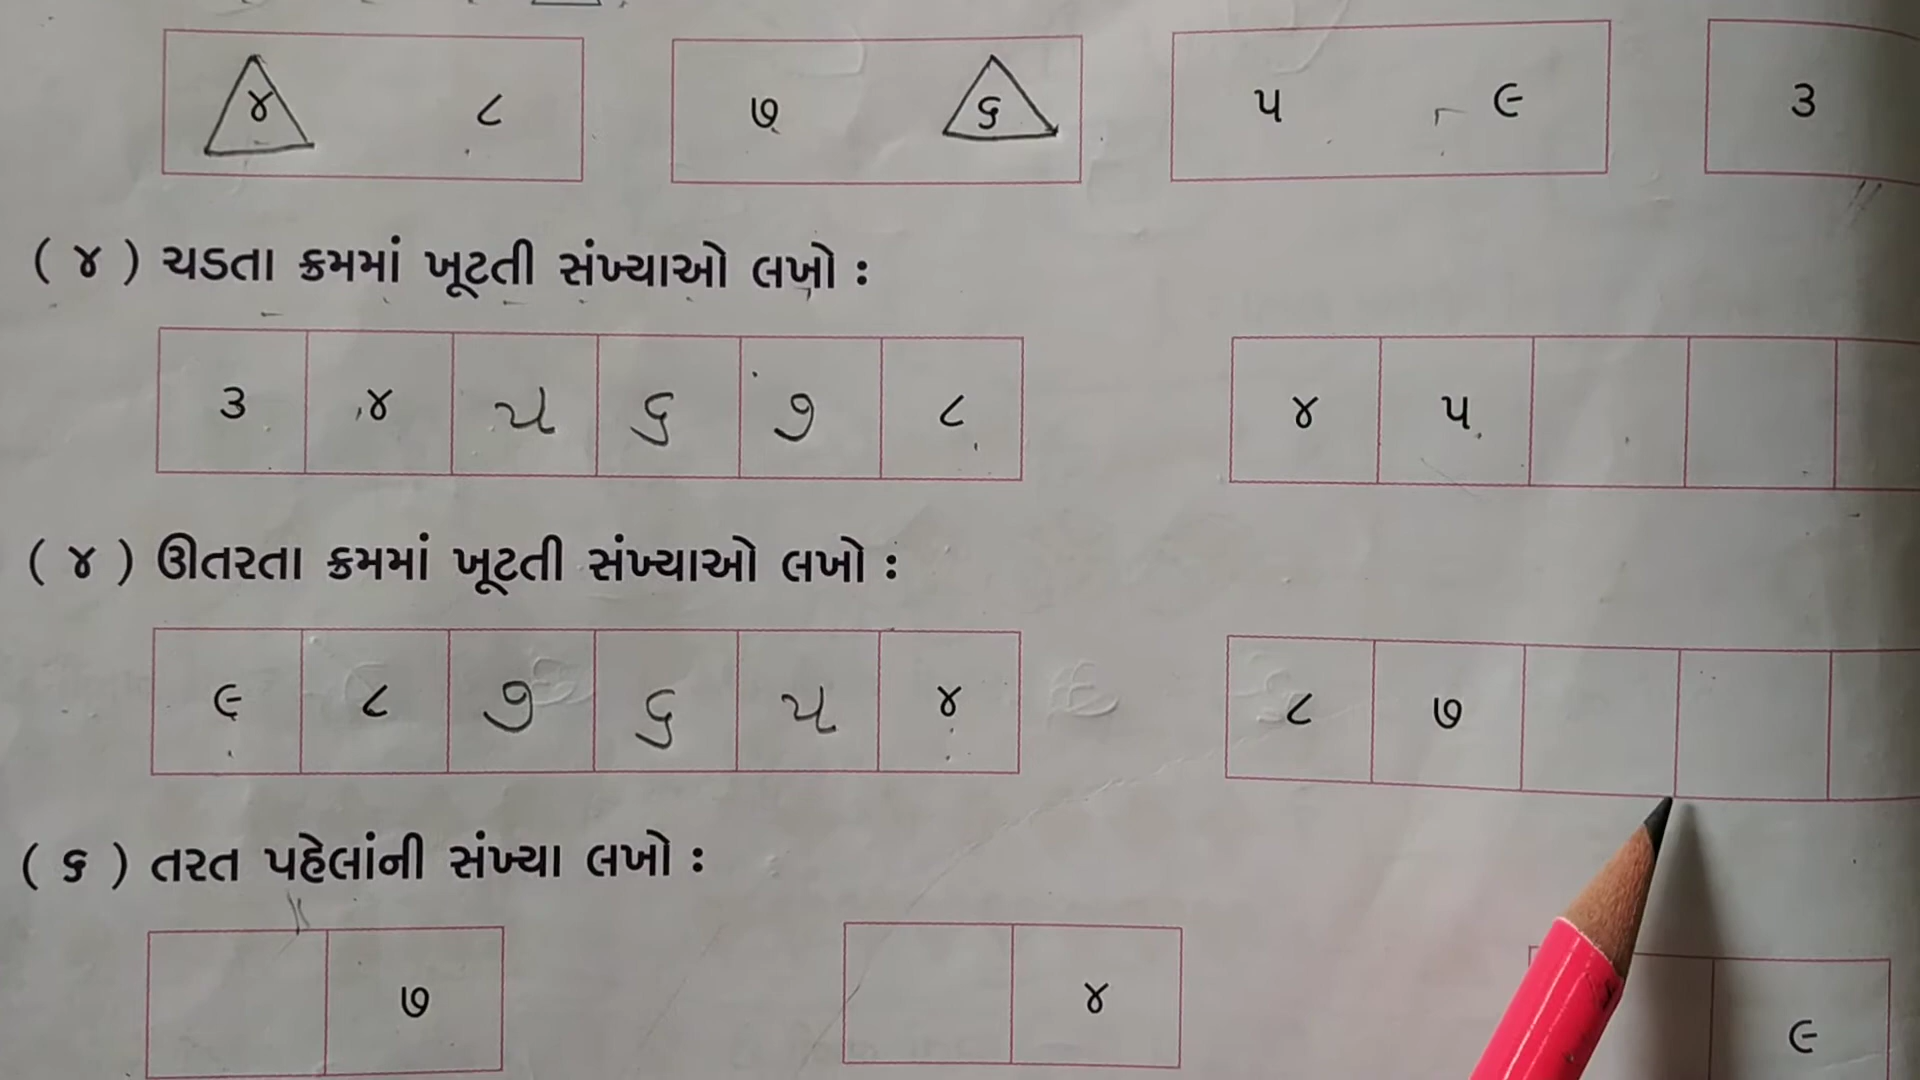 ૪ ૮ ૭ ૬ ૫ ૯ ૩
( ૪ ) ચડતા ક્રમમાં ખૂટતી સંખ્યાઓ લખો :
૩ ૪ ૫ ૬ ૭ ૮ ૪ ૫
( ૪ ) ઊતરતા ક્રમમાં ખૂટતી સંખ્યાઓ લખો :
૯ ૮ ૭ ૬ ૫ ૪ ૮ ૭
( ૬ ) તરત પહેલાંની સંખ્યા લખો :
૭ ૪ ૯